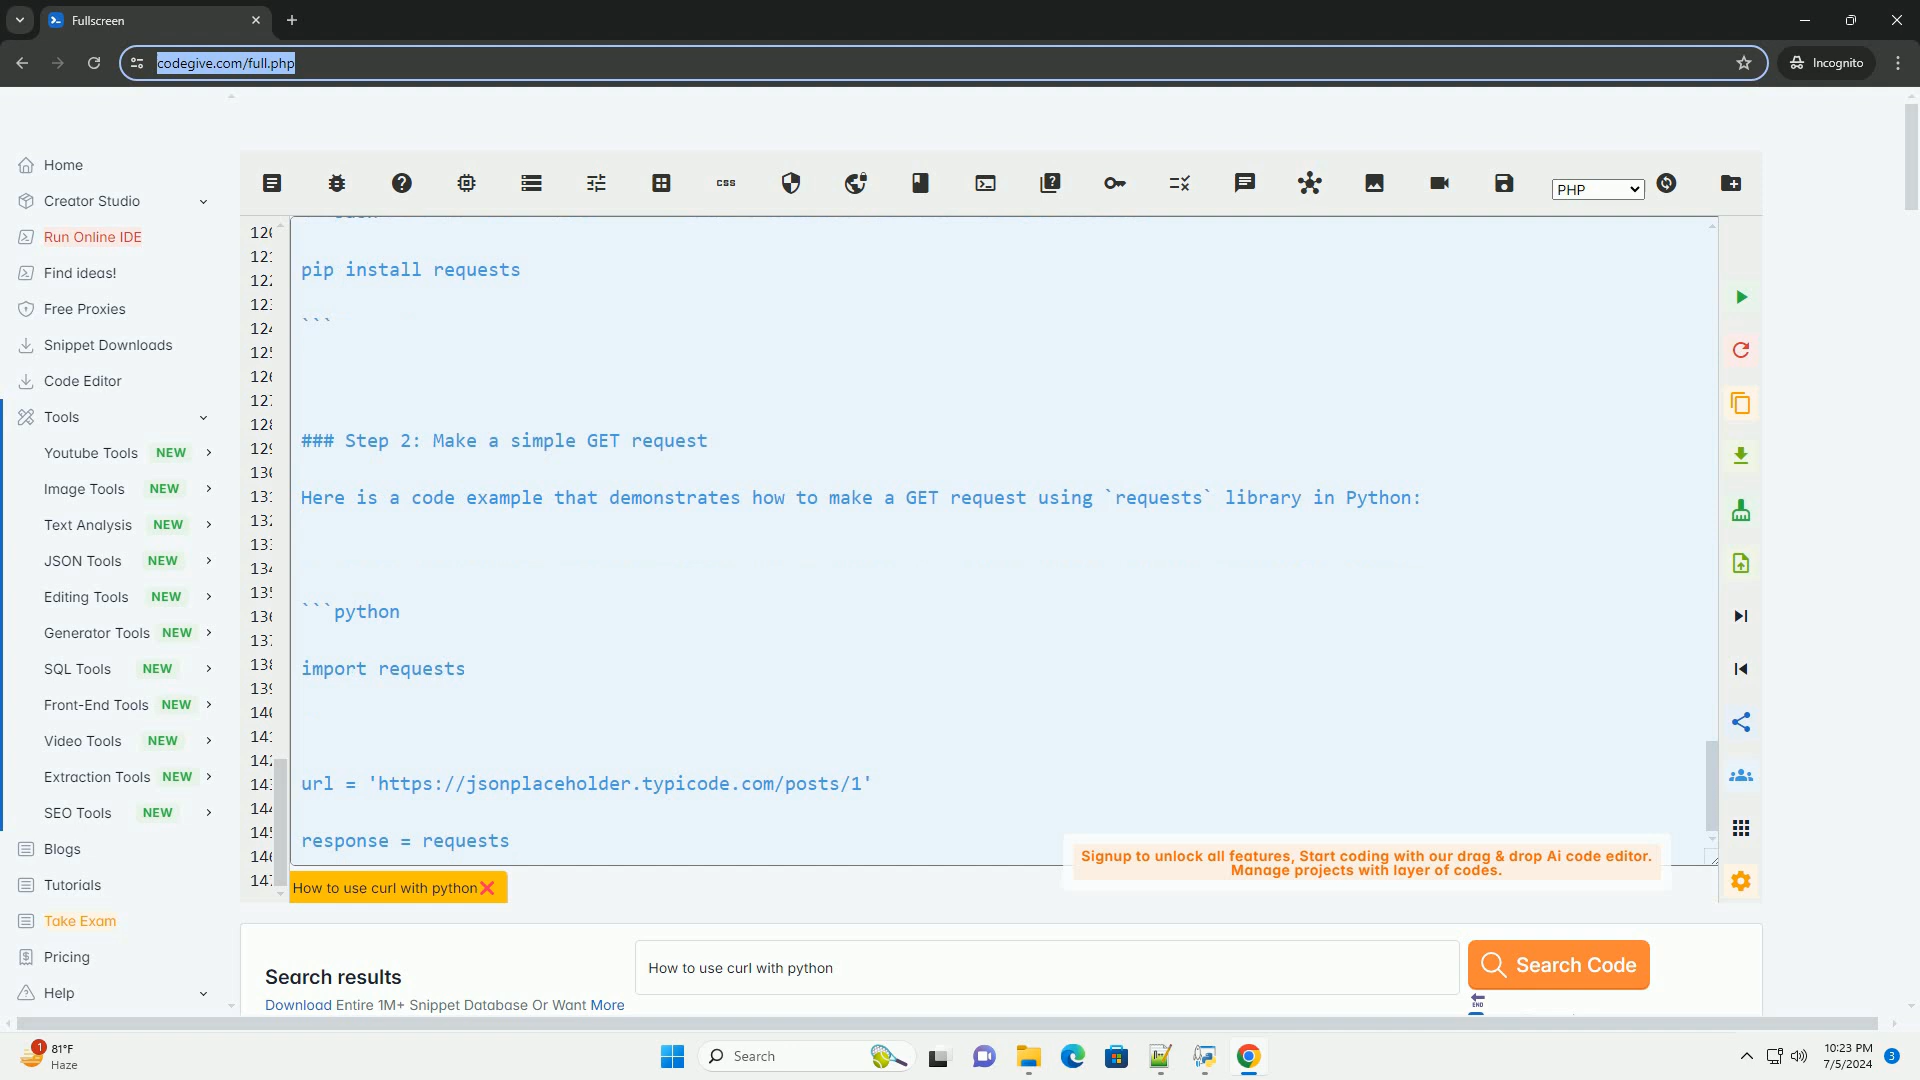 Fullscreen
codegive.com/full.php
Incognito
Home
Creator Studio
Run Online IDE
Find ideas!
Free Proxies
Snippet Downloads
Code Editor
Tools
Youtube Tools NEW
Image Tools NEW
Text Analysis NEW
JSON Tools NEW
Editing Tools NEW
Generator Tools NEW
SQL Tools NEW
Front-End Tools NEW
Video Tools NEW
Extraction Tools NEW
SEO Tools NEW
Blogs
Tutorials
Take Exam
Pricing
Help
css
PHP
pip install requests
```
### Step 2: Make a simple GET request
Here is a code example that demonstrates how to make a GET request using `requests` library in Python:
```python
import requests
url = 'https://jsonplaceholder.typicode.com/posts/1'
response = requests
Signup to unlock all features, Start coding with our drag & drop Ai code editor.
Manage projects with layer of codes.
How to use curl with python
Search results
Download Entire 1M+ Snippet Database Or Want More
How to use curl with python
Search Code
END
1
81°F
Haze
Search
10:23 PM
7/5/2024
3